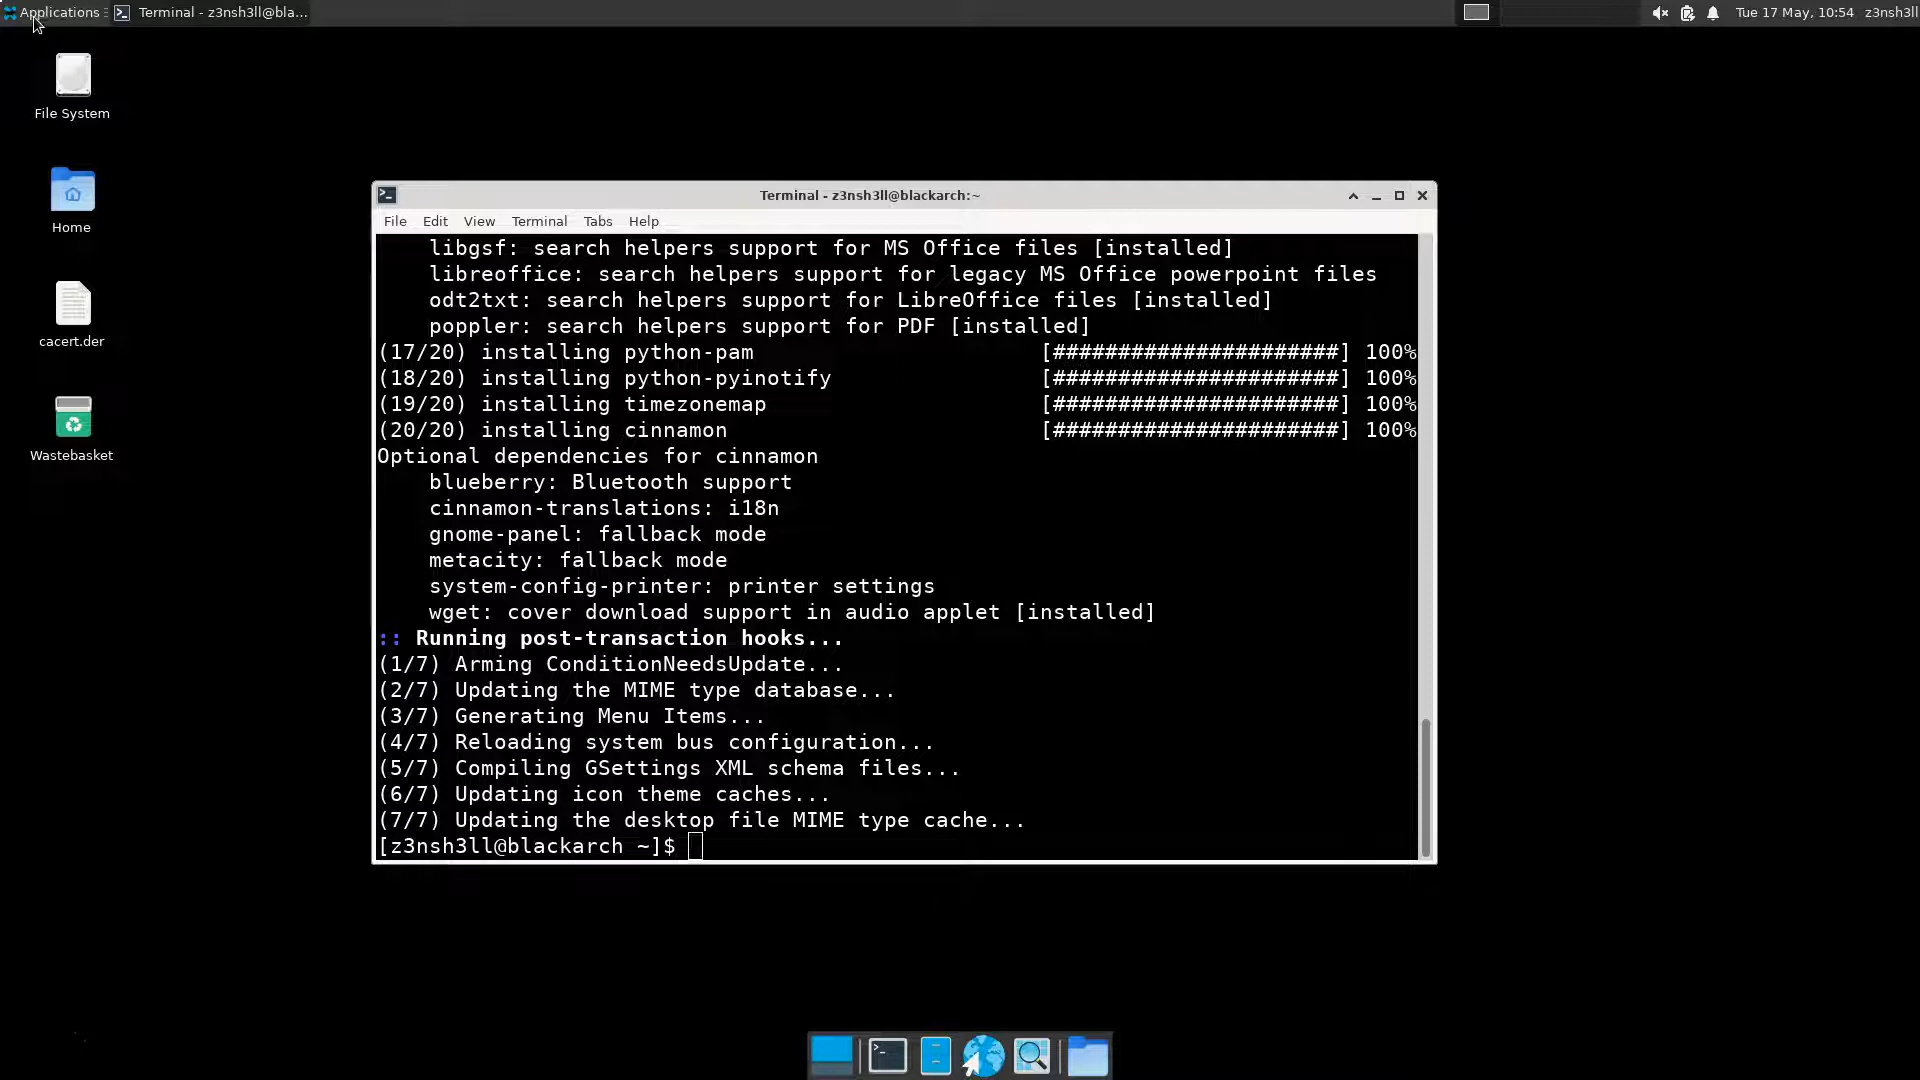 Applications
Terminal - z3nsh3ll@bla...
Tue 17 May, 10:54
z3nsh3ll
File System
Home
cacert.der
Wastebasket
Terminal - z3nsh3ll@blackarch:~
File Edit View Terminal Tabs Help
libgsf: search helpers support for MS Office files [installed]
libreoffice: search helpers support for legacy MS Office powerpoint files
odt2txt: search helpers support for LibreOffice files [installed]
poppler: search helpers support for PDF [installed]
(17/20) installing python-pam [######################] 100%
(18/20) installing python-pyinotify [######################] 100%
(19/20) installing timezonemap [######################] 100%
(20/20) installing cinnamon [######################] 100%
Optional dependencies for cinnamon
blueberry: Bluetooth support
cinnamon-translations: i18n
gnome-panel: fallback mode
metacity: fallback mode
system-config-printer: printer settings
wget: cover download support in audio applet [installed]
:: Running post-transaction hooks...
(1/7) Arming ConditionNeedsUpdate...
(2/7) Updating the MIME type database...
(3/7) Generating Menu Items...
(4/7) Reloading system bus configuration...
(5/7) Compiling GSettings XML schema files...
(6/7) Updating icon theme caches...
(7/7) Updating the desktop file MIME type cache...
[z3nsh3ll@blackarch ~]$